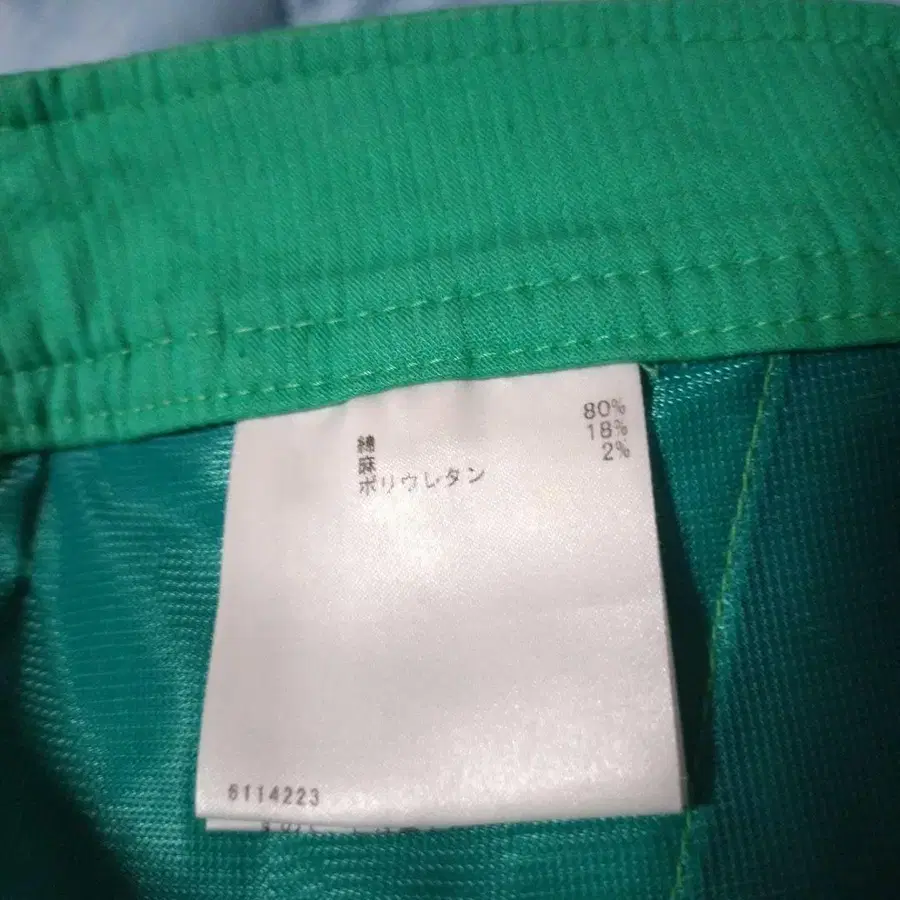 綿 80%
麻 18%
ポリウレタン 2%
6114223